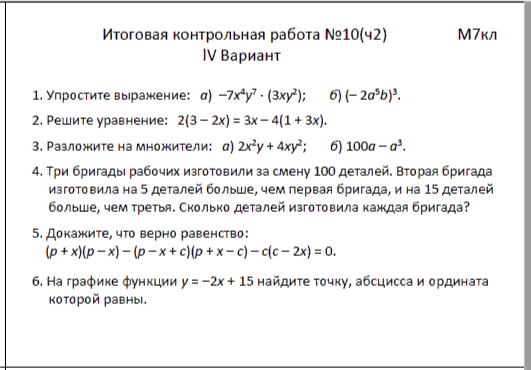 Итоговая контрольная работа №10(ч2) М7кл
IV Вариант
1. Упростите выражение: а) –7x⁴y⁷ · (3xy²); б) (– 2a⁵b)³.
2. Решите уравнение: 2(3 – 2x) = 3x – 4(1 + 3x).
3. Разложите на множители: а) 2x²y + 4xy²; б) 100a – a³.
4. Три бригады рабочих изготовили за смену 100 деталей. Вторая бригада
изготовила на 5 деталей больше, чем первая бригада, и на 15 деталей
больше, чем третья. Сколько деталей изготовила каждая бригада?
5. Докажите, что верно равенство:
(p + x)(p – x) – (p – x + c)(p + x – c) – c(c – 2x) = 0.
6. На графике функции y = –2x + 15 найдите точку, абсцисса и ордината
которой равны.